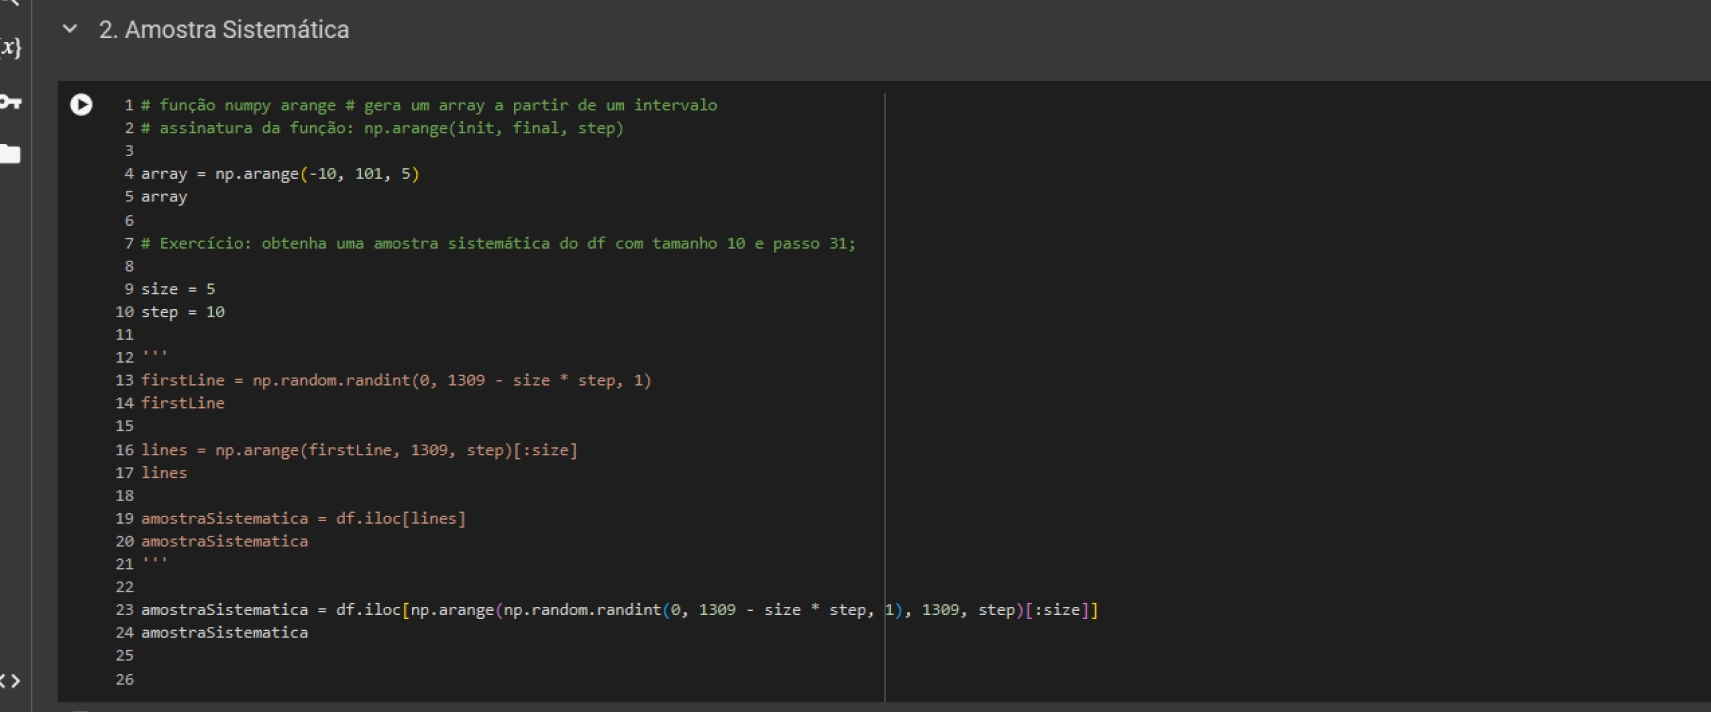 2. Amostra Sistemática
{x}
1 # função numpy arange # gera um array a partir de um intervalo
2 # assinatura da função: np.arange(init, final, step)
3
4 array = np.arange(-10, 101, 5)
5 array
6
7 # Exercício: obtenha uma amostra sistemática do df com tamanho 10 e passo 31;
8
9 size = 5
10 step = 10
11
12 '''
13 firstLine = np.random.randint(0, 1309 - size * step, 1)
14 firstLine
15
16 lines = np.arange(firstLine, 1309, step)[:size]
17 lines
18
19 amostraSistematica = df.iloc[lines]
20 amostraSistematica
21 '''
22
23 amostraSistematica = df.iloc[np.arange(np.random.randint(0, 1309 - size * step, 1), 1309, step)[:size]]
24 amostraSistematica
25
26